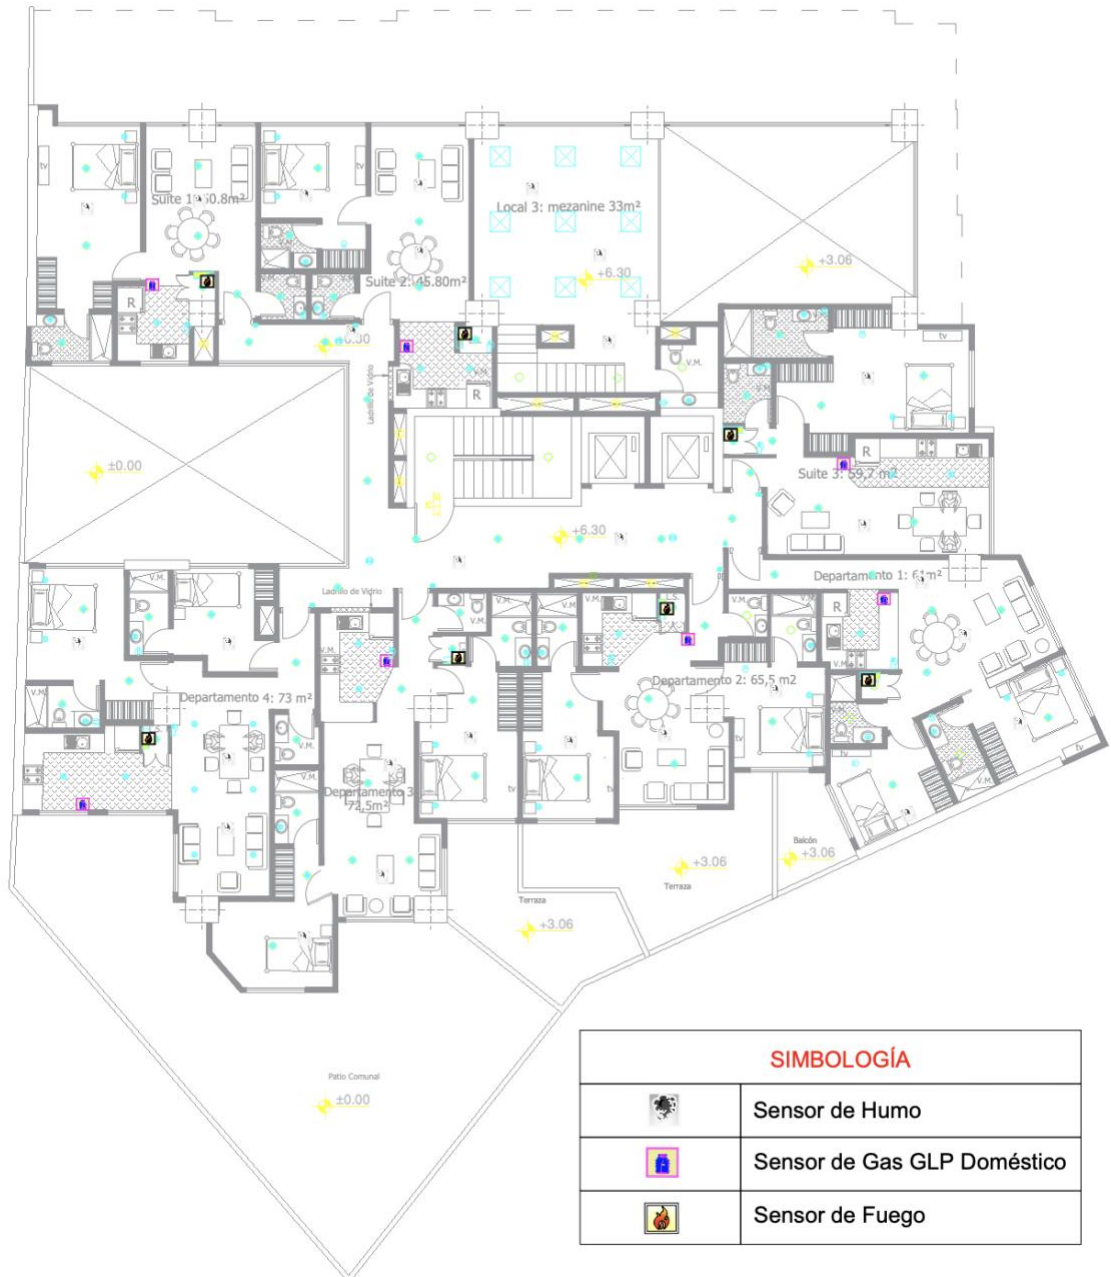 tv
Suite 1: 50.8m²
Local 3: mezanine 33m²
+3.06
Suite 2: 45.80m²
+6.30
R
+6.30
V.M.
tv
V.M.
V.M.
R
Ladrillo de Vidrio
R
±0.00
Suite 3: 59,7 m²
+6.30
Departamento 1: 61m²
V.M.
Ladrillo de Vidrio
V.M.
V.M.
L.S.
V.M.
V.M.
R
V.M.
V.M.
V.M.
Departamento 2: 65,5 m2
V.M.
Departamento 4: 73 m²
V.M.
tv
tv
tv
V.M.
V.M.
Departamento 3
72,5m²
tv
tv
Balcón
+3.06
+3.06
Terraza
Terraza
+3.06
Patio Comunal
±0.00
SIMBOLOGÍA
Sensor de Humo
Sensor de Gas GLP Doméstico
Sensor de Fuego